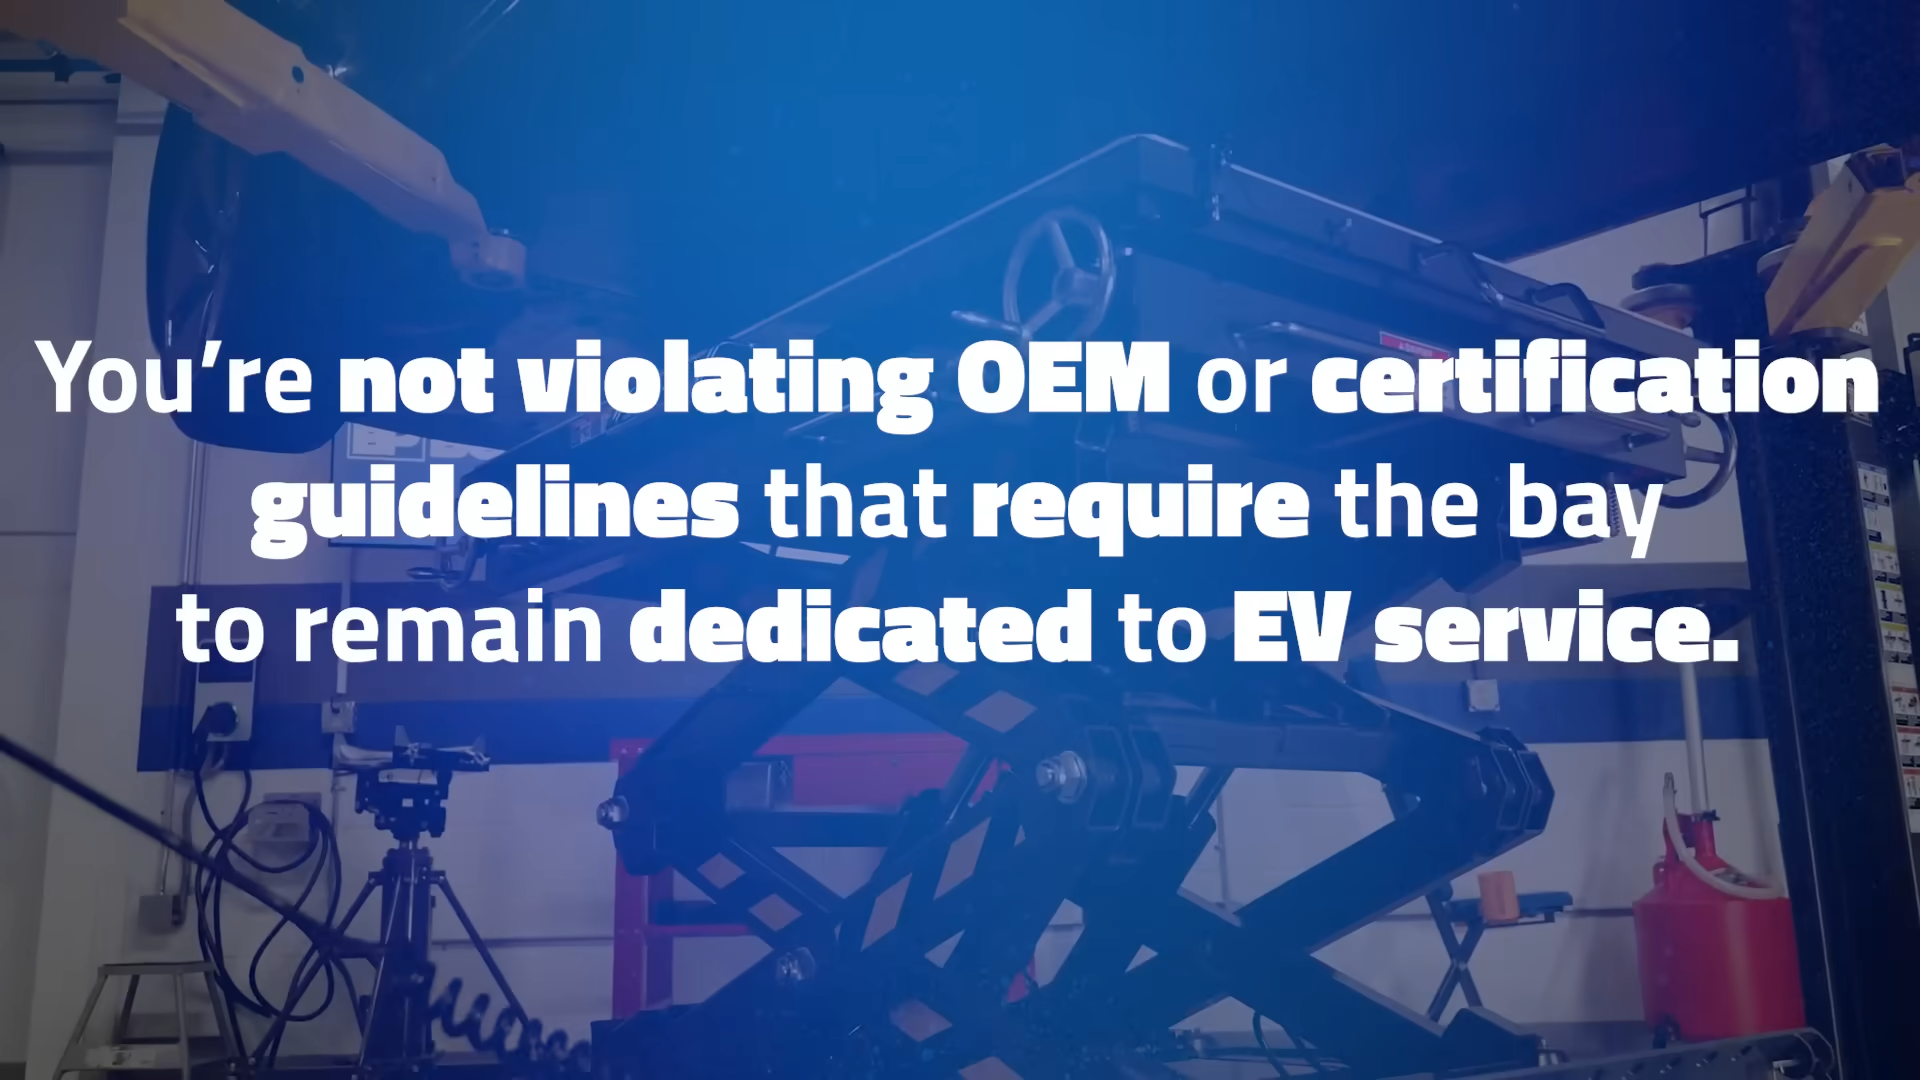 You’re not violating OEM or certification
guidelines that require the bay
to remain dedicated to EV service.